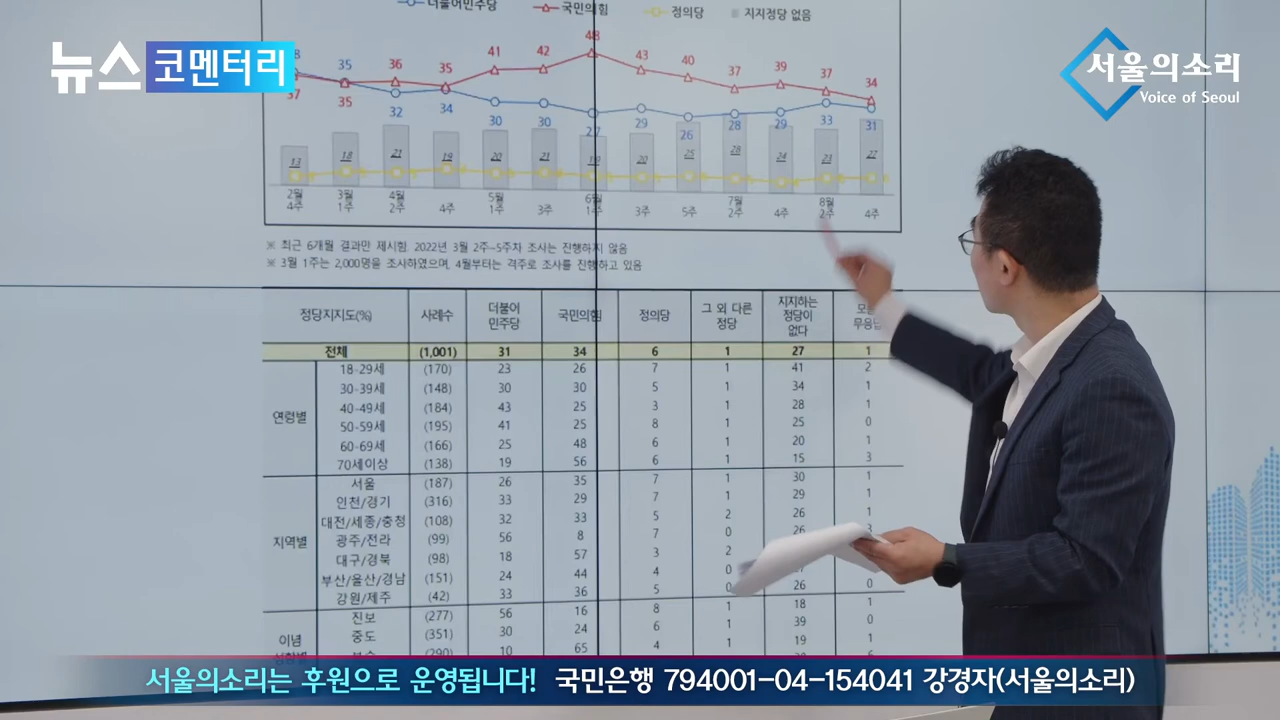 뉴스 코멘터리
서울의소리
Voice of Seoul
더불어민주당 국민의힘 정의당 지지정당 없음
37 35 36 35 41 42 48 43 40 37 39 37 34
35 32 34 30 30 27 29 26 28 29 33 31
13 18 21 19 20 21 19 20 25 28 24 23 27
2월 4주 3월 1주 4월 2주 4주 5월 1주 3주 6월 1주 3주 5주 7월 2주 4주 8월 2주 4주
※ 최근 6개월 결과만 제시함. 2022년 3월 2주~5주차 조사는 진행하지 않음
※ 3월 1주는 2,000명을 조사하였으며, 4월부터는 격주로 조사를 진행하고 있음
정당지지도(%) 사례수 더불어 민주당 국민의힘 정의당 그 외 다른 정당 지지하는 정당이 없다
전체 (1,001) 31 34 6 1 27 1
연령별
18-29세 (170) 23 26 7 1 41 2
30-39세 (148) 30 30 5 1 34 1
40-49세 (184) 43 25 3 1 28 1
50-59세 (195) 41 25 8 1 25 0
60-69세 (166) 25 48 6 1 20 1
70세이상 (138) 19 56 6 1 15 3
지역별
서울 (187) 26 35 7 1 30 1
인천/경기 (316) 33 29 7 1 29 1
대전/세종/충청 (108) 32 33 5 2 26 1
광주/전라 (99) 56 8 7 0 26 3
대구/경북 (98) 18 57 3 2
부산/울산/경남 (151) 24 44 4 0
강원/제주 (42) 33 36 5 0 26 0
이념
진보 (277) 56 16 8 1 18 1
중도 (351) 30 24 6 1 39 0
(290) 10 65 4 1 19 1
서울의소리는 후원으로 운영됩니다! 국민은행 794001-04-154041 강경자(서울의소리)